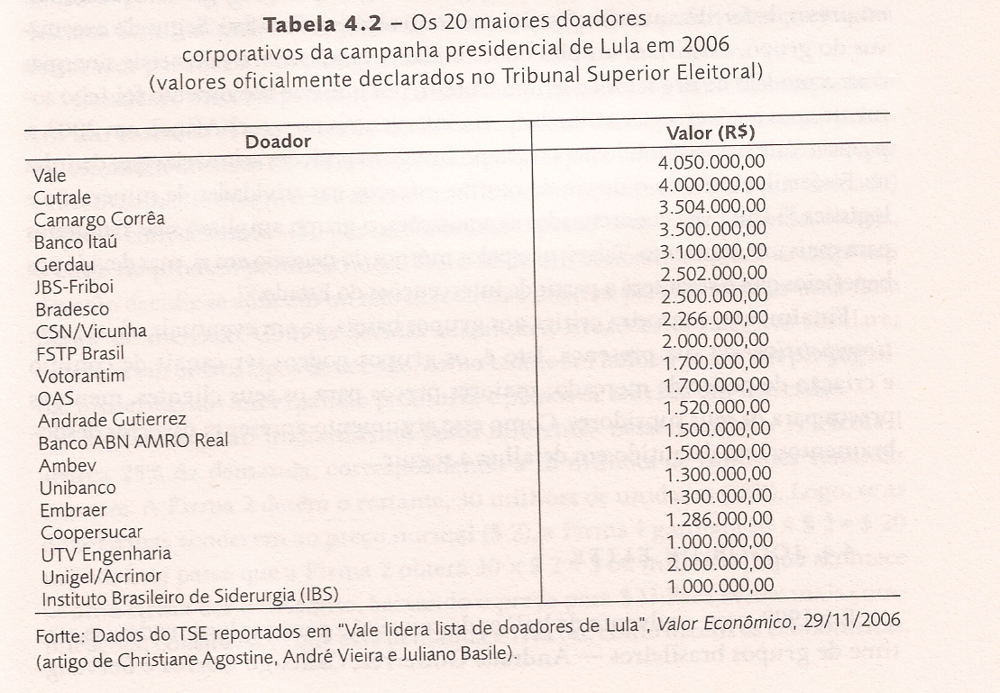 Tabela 4.2 – Os 20 maiores doadores
corporativos da campanha presidencial de Lula em 2006
(valores oficialmente declarados no Tribunal Superior Eleitoral)
Doador Valor (R$)
Vale 4.050.000,00
Cutrale 4.000.000,00
Camargo Corrêa 3.504.000,00
Banco Itaú 3.500.000,00
Gerdau 3.100.000,00
JBS-Friboi 2.502.000,00
Bradesco 2.500.000,00
CSN/Vicunha 2.266.000,00
FSTP Brasil 2.000.000,00
Votorantim 1.700.000,00
OAS 1.700.000,00
Andrade Gutierrez 1.520.000,00
Banco ABN AMRO Real 1.500.000,00
Ambev 1.500.000,00
Unibanco 1.300.000,00
Embraer 1.300.000,00
Coopersucar 1.286.000,00
UTV Engenharia 1.000.000,00
Unigel/Acrinor 2.000.000,00
Instituto Brasileiro de Siderurgia (IBS) 1.000.000,00
Fortte: Dados do TSE reportados em "Vale lidera lista de doadores de Lula", Valor Econômico, 29/11/2006
(artigo de Christiane Agostine, André Vieira e Juliano Basile).